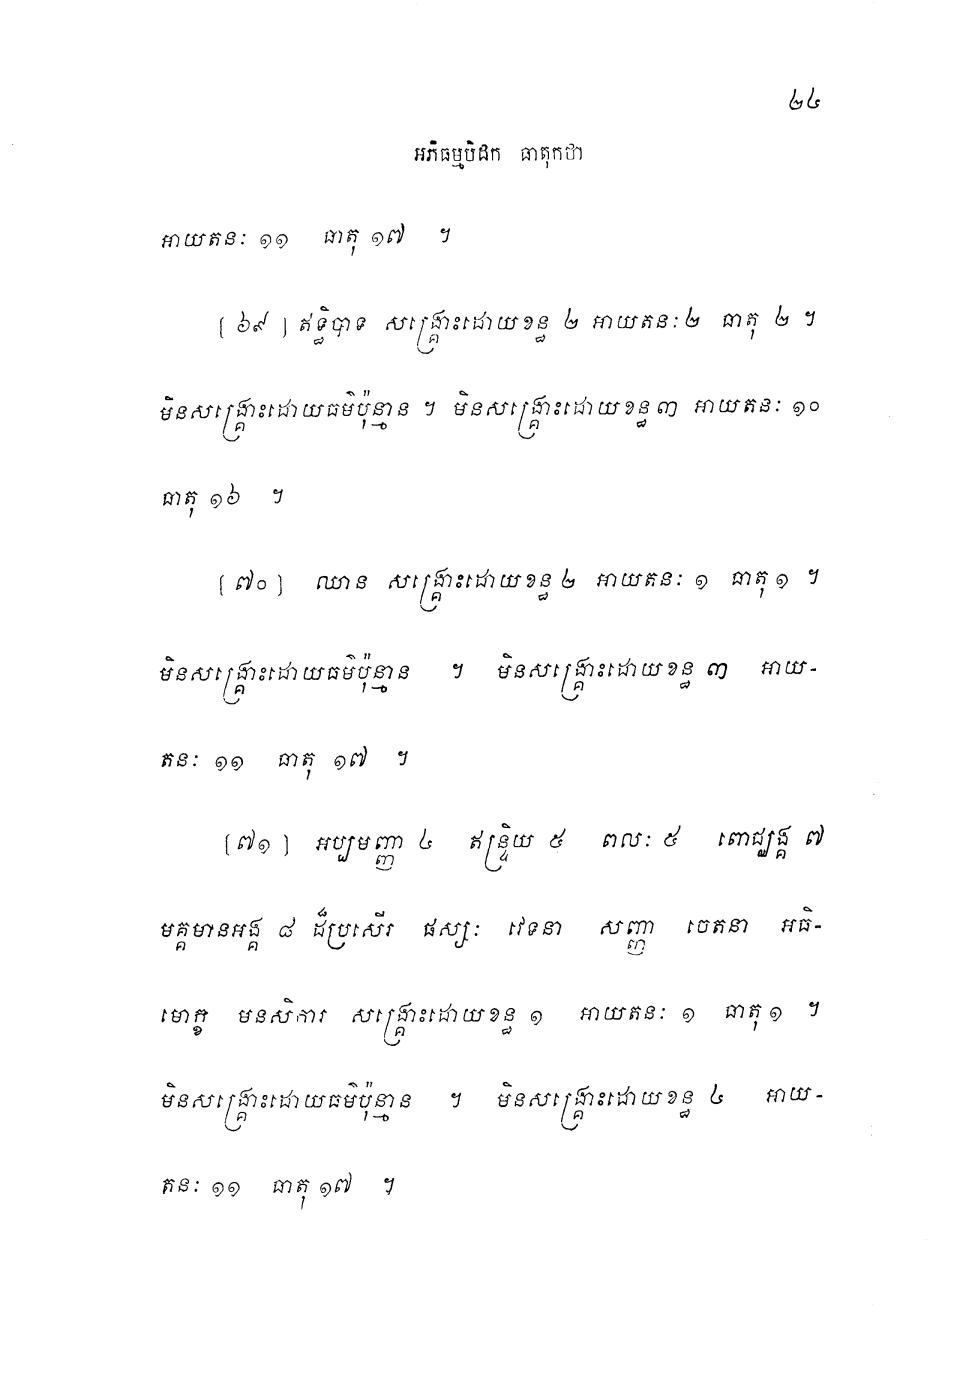 ២៤
អភិធម្មបិដក ធាតុកថា
អាយតនៈ ១១ ធាតុ ១៧ ។
[ ៦៩ ] ឥទ្ធិបាទ សង្គ្រោះដោយខន្ធ ២ អាយតនៈ ២ ធាតុ ២ ។
មិនសង្គ្រោះដោយធម៌ប៉ុន្មាន ។ មិនសង្គ្រោះដោយខន្ធ ៣ អាយតនៈ ១០
ធាតុ ១៦ ។
[ ៧០ ] ឈាន សង្គ្រោះដោយខន្ធ ២ អាយតនៈ ១ ធាតុ ១ ។
មិនសង្គ្រោះដោយធម៌ប៉ុន្មាន ។ មិនសង្គ្រោះដោយខន្ធ ៣ អាយ-
តនៈ ១១ ធាតុ ១៧ ។
[ ៧១ ] អប្បមញ្ញា ៤ ឥន្ទ្រិយ ៥ ពលៈ ៥ ពោជ្ឈង្គ ៧
មគ្គមានអង្គ ៨ ដ៏ប្រសើរ ផស្សៈ វេទនា សញ្ញា ចេតនា អធិ-
មោក្ខ មនសិការ សង្គ្រោះដោយខន្ធ ១ អាយតនៈ ១ ធាតុ ១ ។
មិនសង្គ្រោះដោយធម៌ប៉ុន្មាន ។ មិនសង្គ្រោះដោយខន្ធ ៤ អាយ-
តនៈ ១១ ធាតុ ១៧ ។